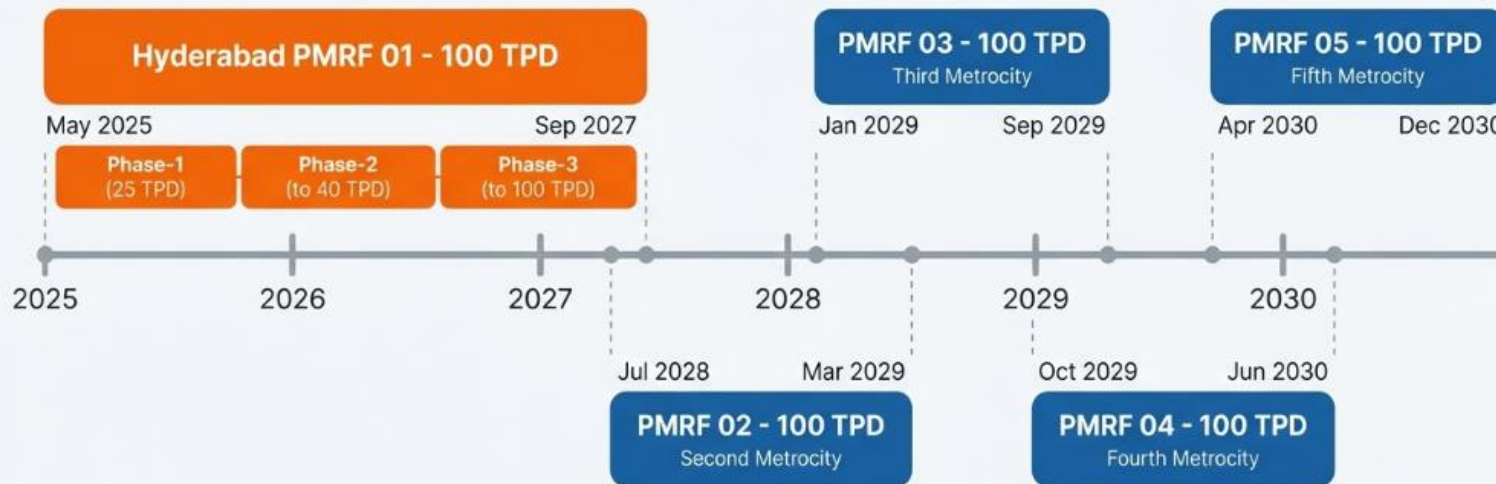 Hyderabad PMRF 01 - 100 TPD
PMRF 03 - 100 TPD
Third Metrocity
PMRF 05 - 100 TPD
Fifth Metrocity
May 2025
Sep 2027
Jan 2029
Sep 2029
Apr 2030
Dec 2030
Phase-1
(25 TPD)
Phase-2
(to 40 TPD)
Phase-3
(to 100 TPD)
2025
2026
2027
2028
2029
2030
Jul 2028
Mar 2029
Oct 2029
Jun 2030
PMRF 02 - 100 TPD
Second Metrocity
PMRF 04 - 100 TPD
Fourth Metrocity